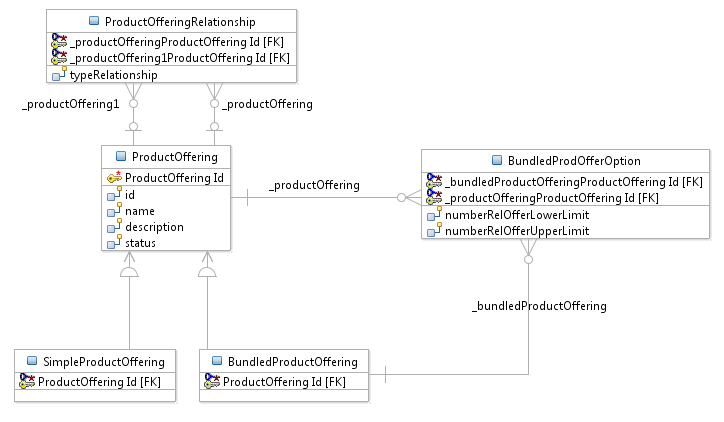 ProductOfferingRelationship
_productOfferingProductOffering Id [FK]
_productOffering1ProductOffering Id [FK]
typeRelationship
_productOffering1
_productOffering
ProductOffering
ProductOffering Id
id
name
description
status
_productOffering
BundledProdOfferOption
_bundledProductOfferingProductOffering Id [FK]
_productOfferingProductOffering Id [FK]
numberRelOfferLowerLimit
numberRelOfferUpperLimit
_bundledProductOffering
SimpleProductOffering
ProductOffering Id [FK]
BundledProductOffering
ProductOffering Id [FK]